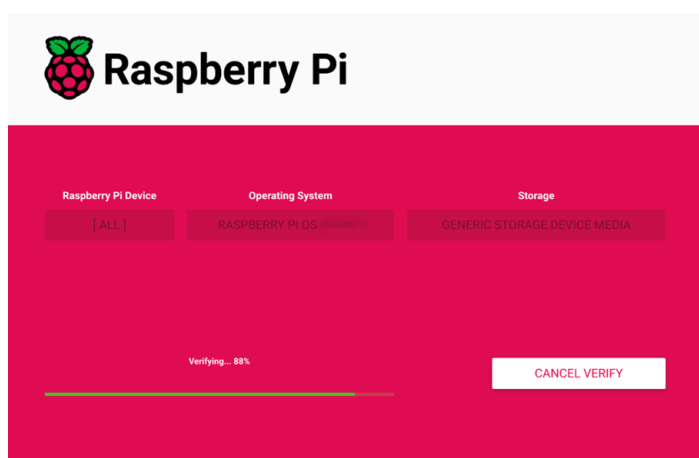 Raspberry Pi
Raspberry Pi Device
Operating System
Storage
[ ALL ]
RASPBERRY PI OS
GENERIC STORAGE DEVICE MEDIA
Verifying... 88%
CANCEL VERIFY